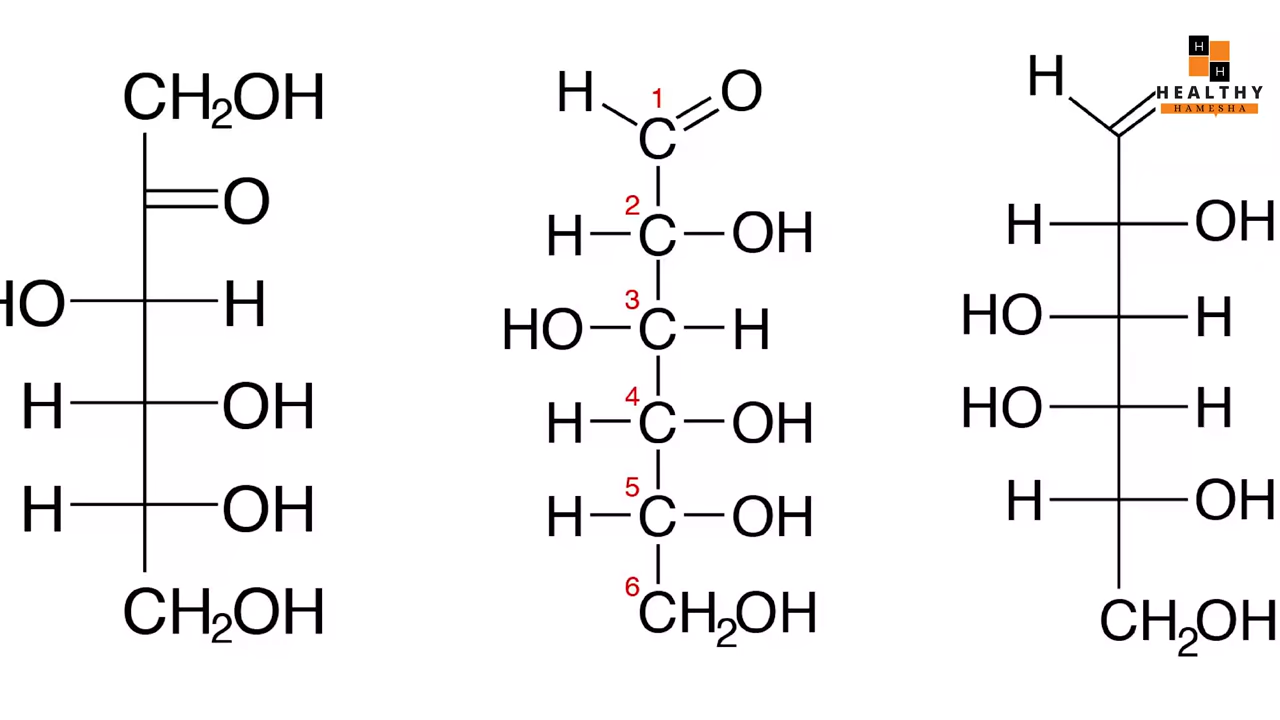 CH2OH
O
HO H
H OH
H OH
CH2OH
H 1 O
C
2
H C OH
3
HO C H
4
H C OH
5
H C OH
6
CH2OH
H
H OH
HO H
HO H
H OH
CH2OH
H
H
HEALTHY
HAMESHA